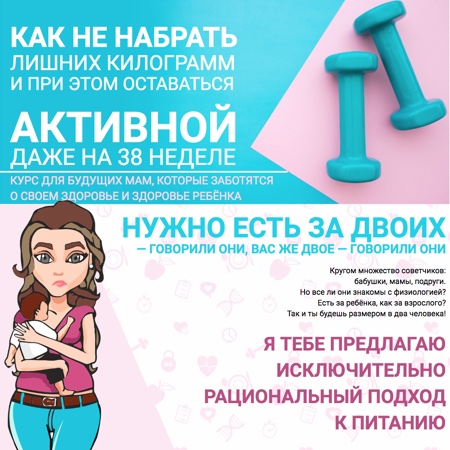 КАК НЕ НАБРАТЬ
ЛИШНИХ КИЛОГРАММ
И ПРИ ЭТОМ ОСТАВАТЬСЯ
АКТИВНОЙ
ДАЖЕ НА 38 НЕДЕЛЕ
КУРС ДЛЯ БУДУЩИХ МАМ, КОТОРЫЕ ЗАБОТЯТСЯ
О СВОЕМ ЗДОРОВЬЕ И ЗДОРОВЬЕ РЕБЁНКА
НУЖНО ЕСТЬ ЗА ДВОИХ
— ГОВОРИЛИ ОНИ, ВАС ЖЕ ДВОЕ — ГОВОРИЛИ ОНИ
Кругом множество советчиков:
бабушки, мамы, подруги.
Но все ли они знакомы с физиологией?
Есть за ребёнка, как за взрослого?
Так и ты будешь размером в два человека!
Я ТЕБЕ ПРЕДЛАГАЮ
ИСКЛЮЧИТЕЛЬНО
РАЦИОНАЛЬНЫЙ ПОДХОД
К ПИТАНИЮ